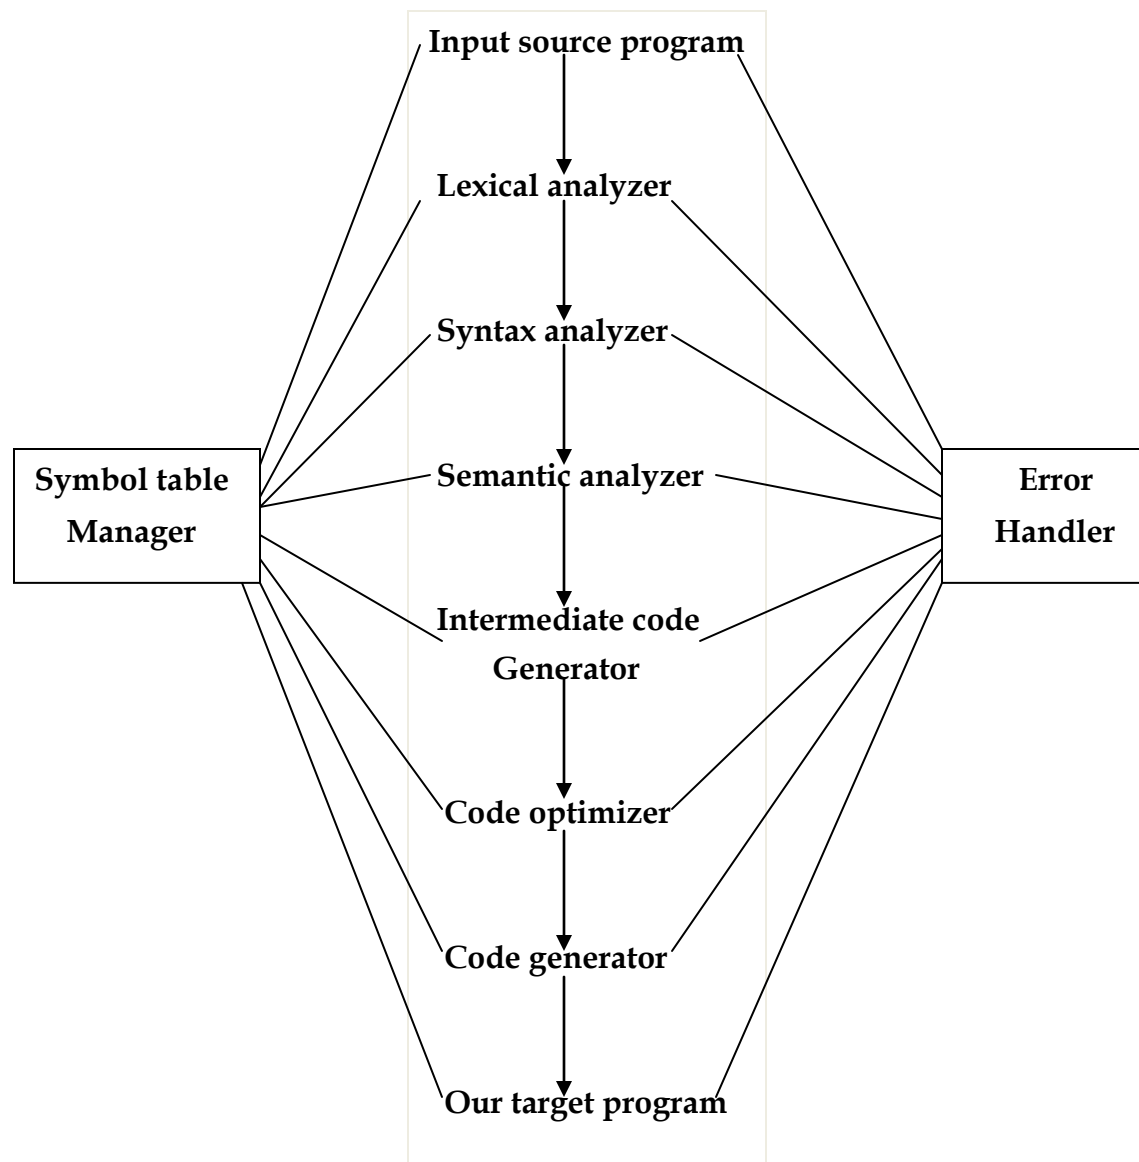 Input source program
Lexical analyzer
Syntax analyzer
Semantic analyzer
Symbol table
Manager
Error
Handler
Intermediate code
Generator
Code optimizer
Code generator
Our target program